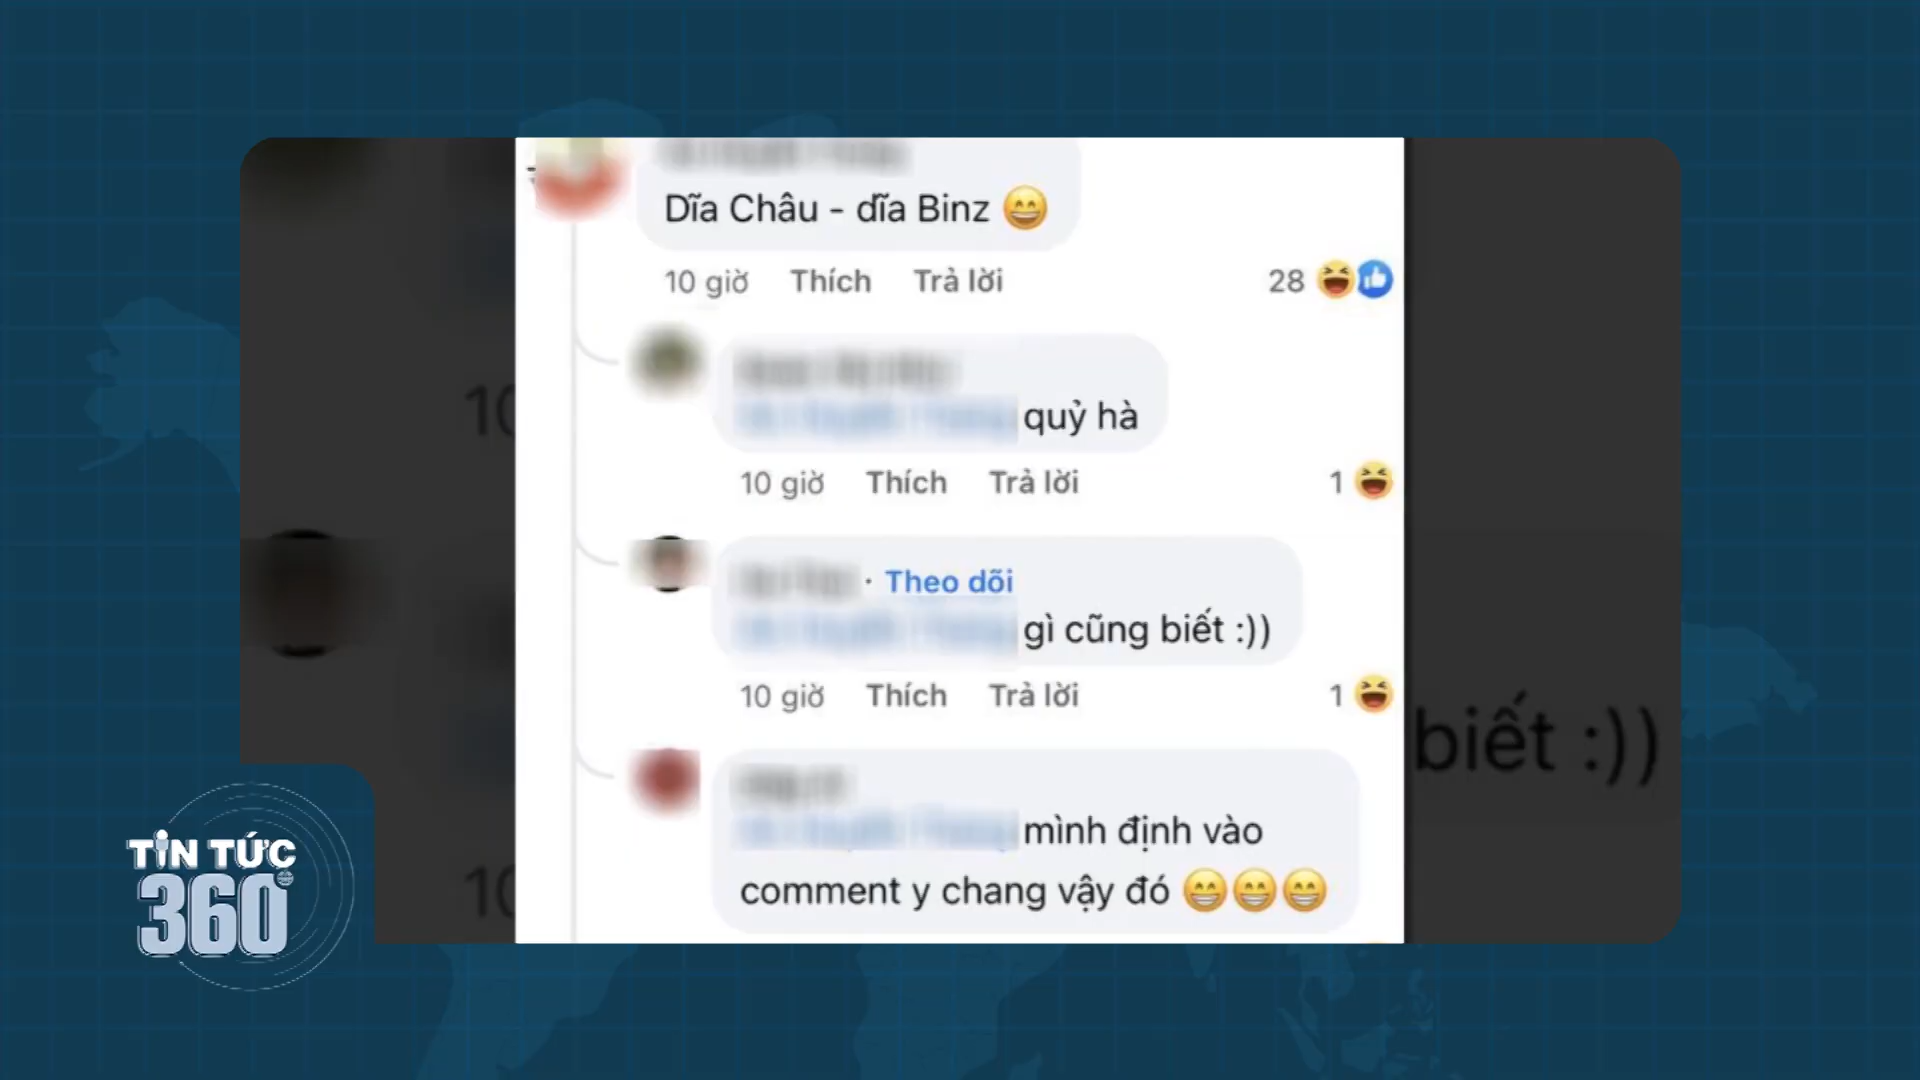 Dĩa Châu - dĩa Binz 😄
10 giờ Thích Trả lời 28
quỷ hà
10 giờ Thích Trả lời 1
· Theo dõi
gì cũng biết :))
10 giờ Thích Trả lời 1
mình định vào
comment y chang vậy đó 😁😁😁
10
10
biết :))
TIN TỨC
360°